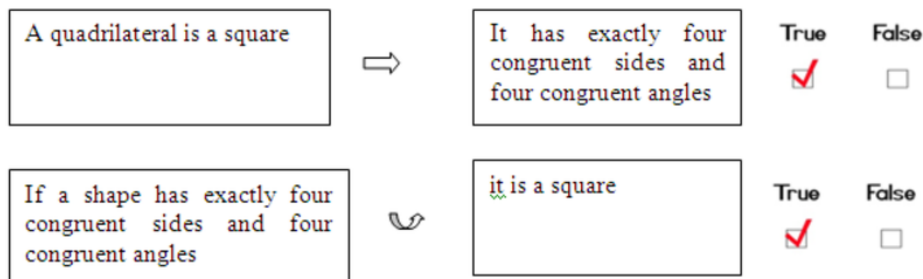 A quadrilateral is a square
It has exactly four
congruent sides and
four congruent angles
True False
If a shape has exactly four
congruent sides and four
congruent angles
it is a square
True False